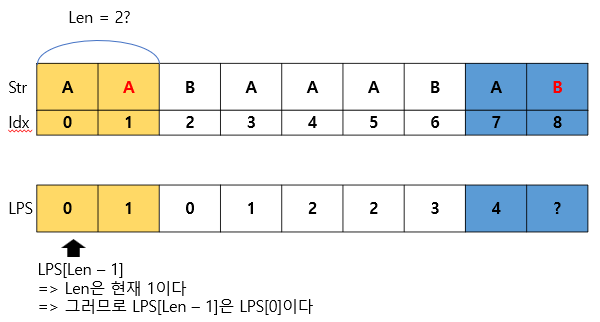 Len = 2?
Str A A B A A A B A B
Idx 0 1 2 3 4 5 6 7 8
LPS 0 1 0 1 2 2 3 4 ?
LPS[Len – 1]
=> Len은 현재 1이다
=> 그러므로 LPS[Len – 1]은 LPS[0]이다